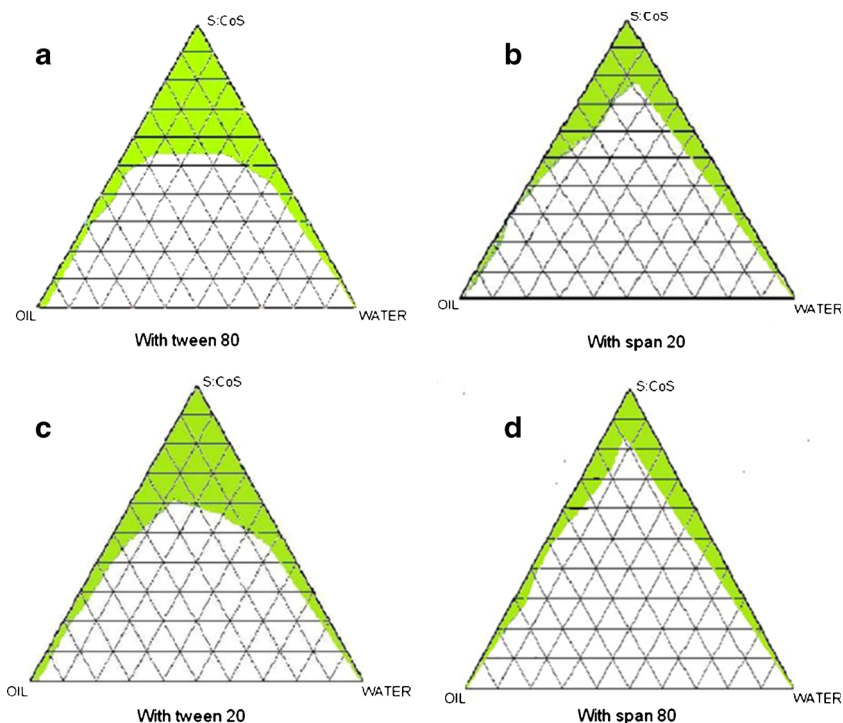 a
S:CoS
OIL
WATER
With tween 80
b
S:CoS
OIL
WATER
With span 20
c
S:CoS
OIL
WATER
With tween 20
d
S:CoS
OIL
WATER
With span 80